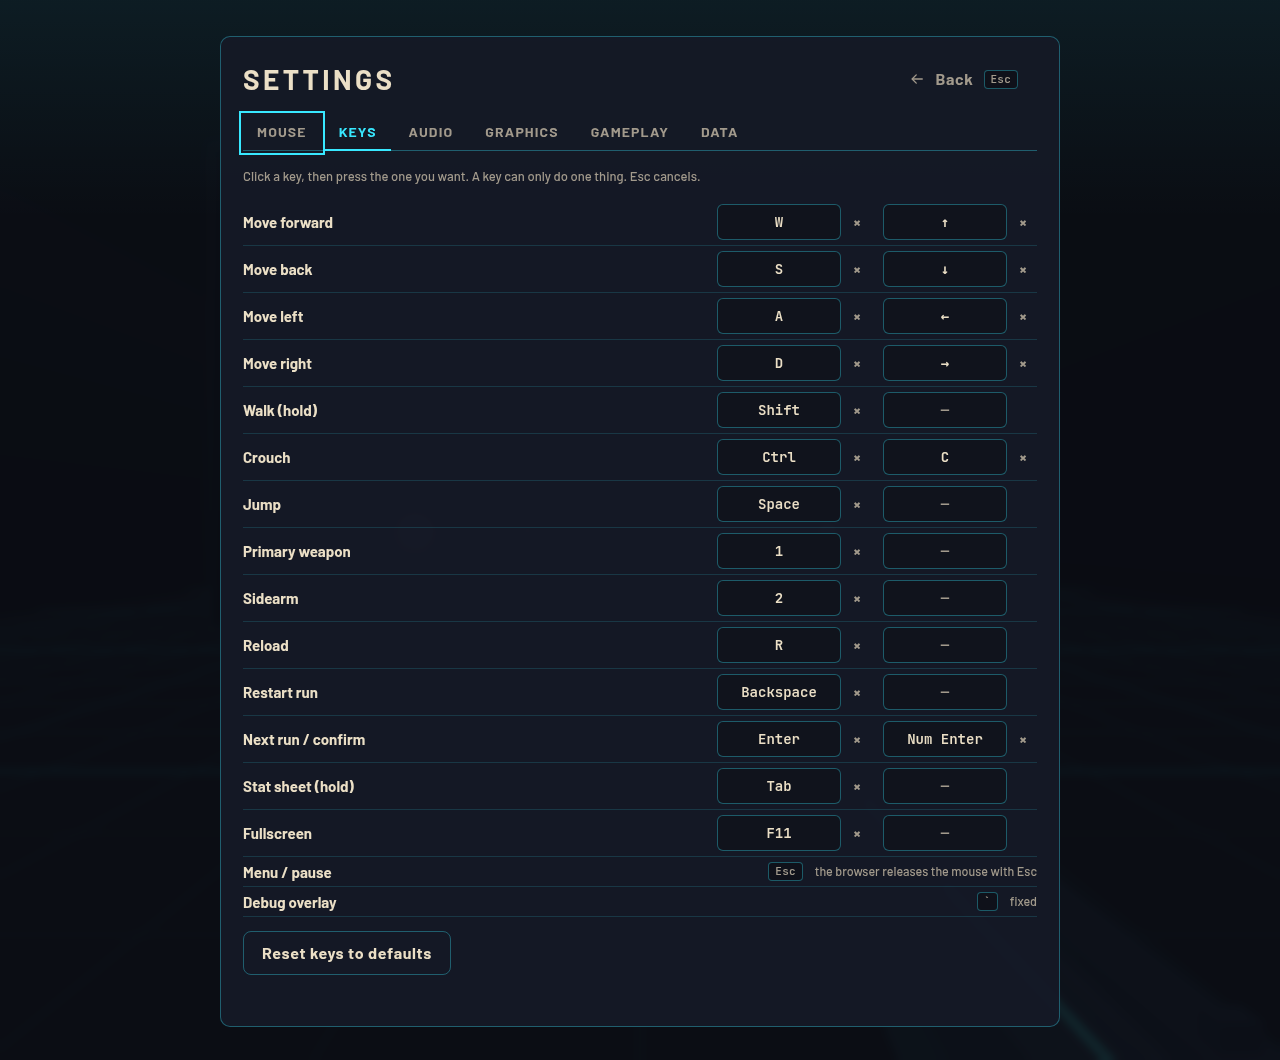 SETTINGS
← Back Esc
MOUSE KEYS AUDIO GRAPHICS GAMEPLAY DATA
Click a key, then press the one you want. A key can only do one thing. Esc cancels.
Move forward W × ↑ ×
Move back S × ↓ ×
Move left A × ← ×
Move right D × → ×
Walk (hold) Shift × —
Crouch Ctrl × C ×
Jump Space × —
Primary weapon 1 × —
Sidearm 2 × —
Reload R × —
Restart run Backspace × —
Next run / confirm Enter × Num Enter ×
Stat sheet (hold) Tab × —
Fullscreen F11 × —
Menu / pause Esc the browser releases the mouse with Esc
Debug overlay ` fixed
Reset keys to defaults